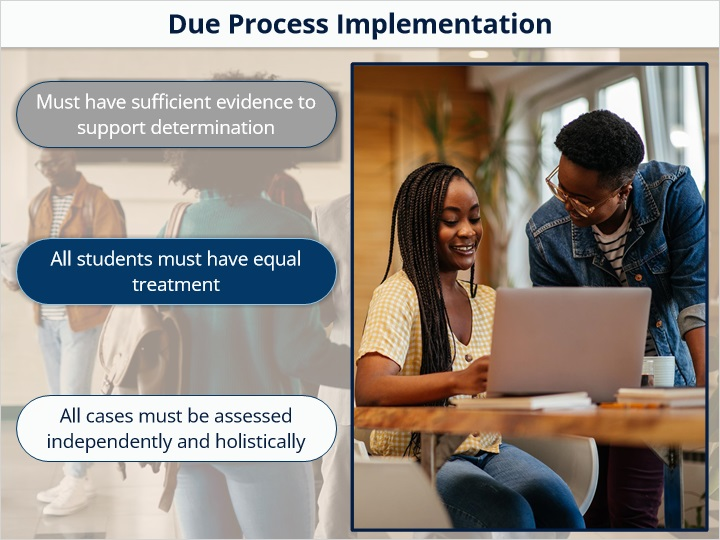 Due Process Implementation
Must have sufficient evidence to
support determination
All students must have equal
treatment
All cases must be assessed
independently and holistically